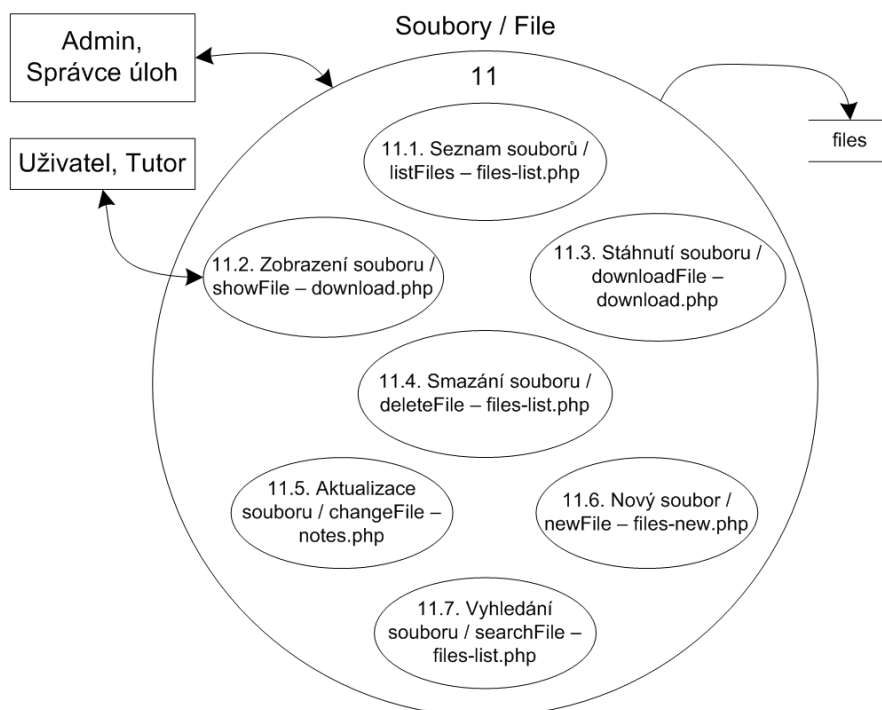 Soubory / File
Admin,
Správce úloh
11
Uživatel, Tutor
files
11.1. Seznam souborů /
listFiles – files-list.php
11.2. Zobrazení souboru /
showFile – download.php
11.3. Stáhnutí souboru /
downloadFile –
download.php
11.4. Smazání souboru /
deleteFile – files-list.php
11.5. Aktualizace
souboru / changeFile –
notes.php
11.6. Nový soubor /
newFile – files-new.php
11.7. Vyhledání
souboru / searchFile –
files-list.php